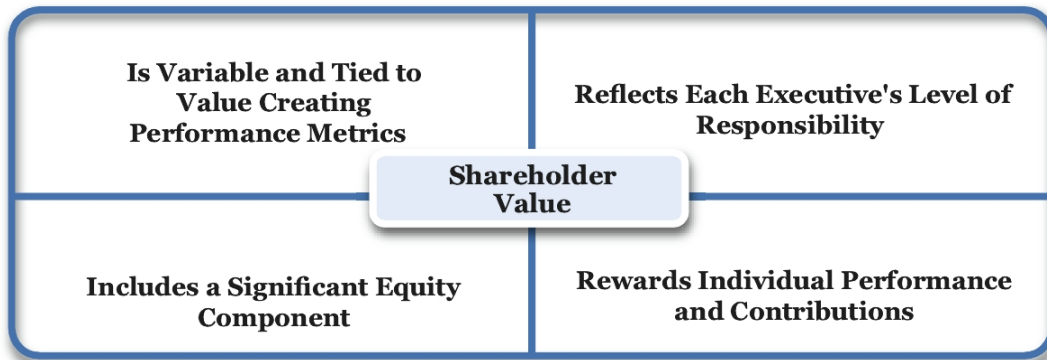 Is Variable and Tied to
Value Creating
Performance Metrics
Reflects Each Executive's Level of
Responsibility
Shareholder
Value
Includes a Significant Equity
Component
Rewards Individual Performance
and Contributions